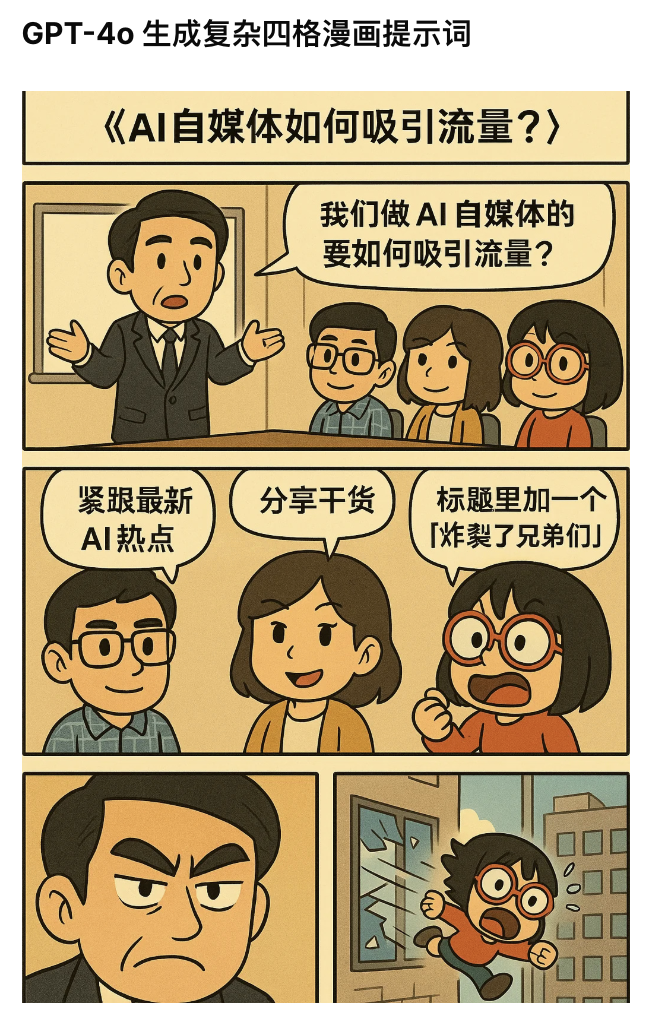 GPT-4o 生成复杂四格漫画提示词
《AI自媒体如何吸引流量？〉
我们做 AI 自媒体的
要如何吸引流量？
紧跟最新
AI 热点
分享干货
标题里加一个
「炸裂了兄弟们」